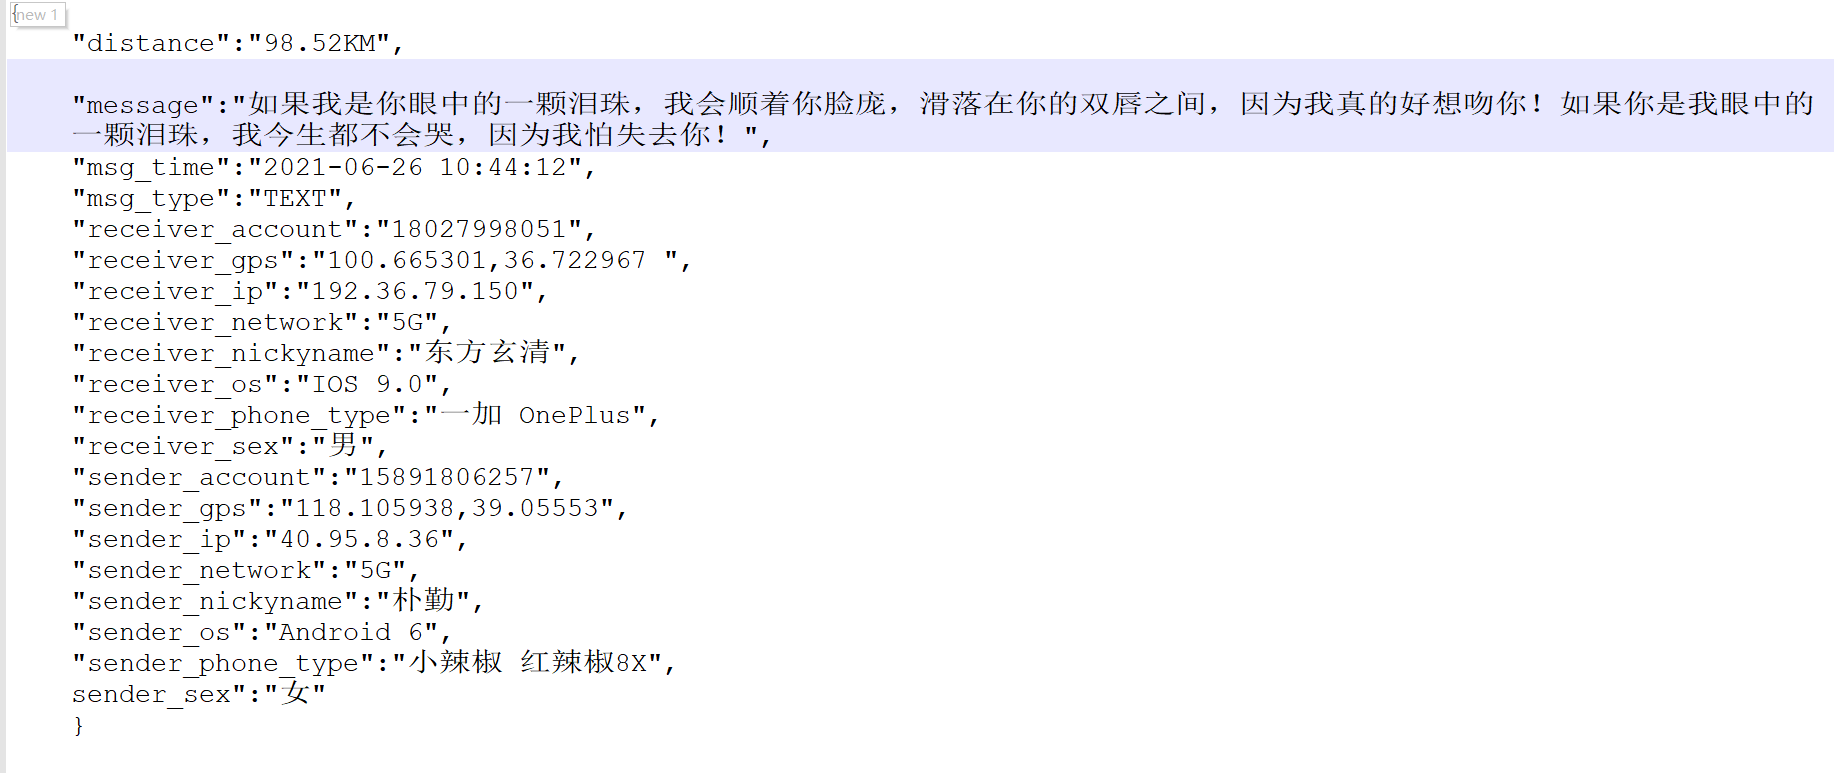 {new 1
"distance":"98.52KM",
"message":"如果我是你眼中的一颗泪珠，我会顺着你脸庞，滑落在你的双唇之间，因为我真的好想吻你！如果你是我眼中的
一颗泪珠，我今生都不会哭，因为我怕失去你！",
"msg_time":"2021-06-26 10:44:12",
"msg_type":"TEXT",
"receiver_account":"18027998051",
"receiver_gps":"100.665301,36.722967 ",
"receiver_ip":"192.36.79.150",
"receiver_network":"5G",
"receiver_nickyname":"东方玄清",
"receiver_os":"IOS 9.0",
"receiver_phone_type":"一加 OnePlus",
"receiver_sex":"男",
"sender_account":"15891806257",
"sender_gps":"118.105938,39.05553",
"sender_ip":"40.95.8.36",
"sender_network":"5G",
"sender_nickyname":"朴勤",
"sender_os":"Android 6",
"sender_phone_type":"小辣椒 红辣椒8X",
sender_sex":"女"
}